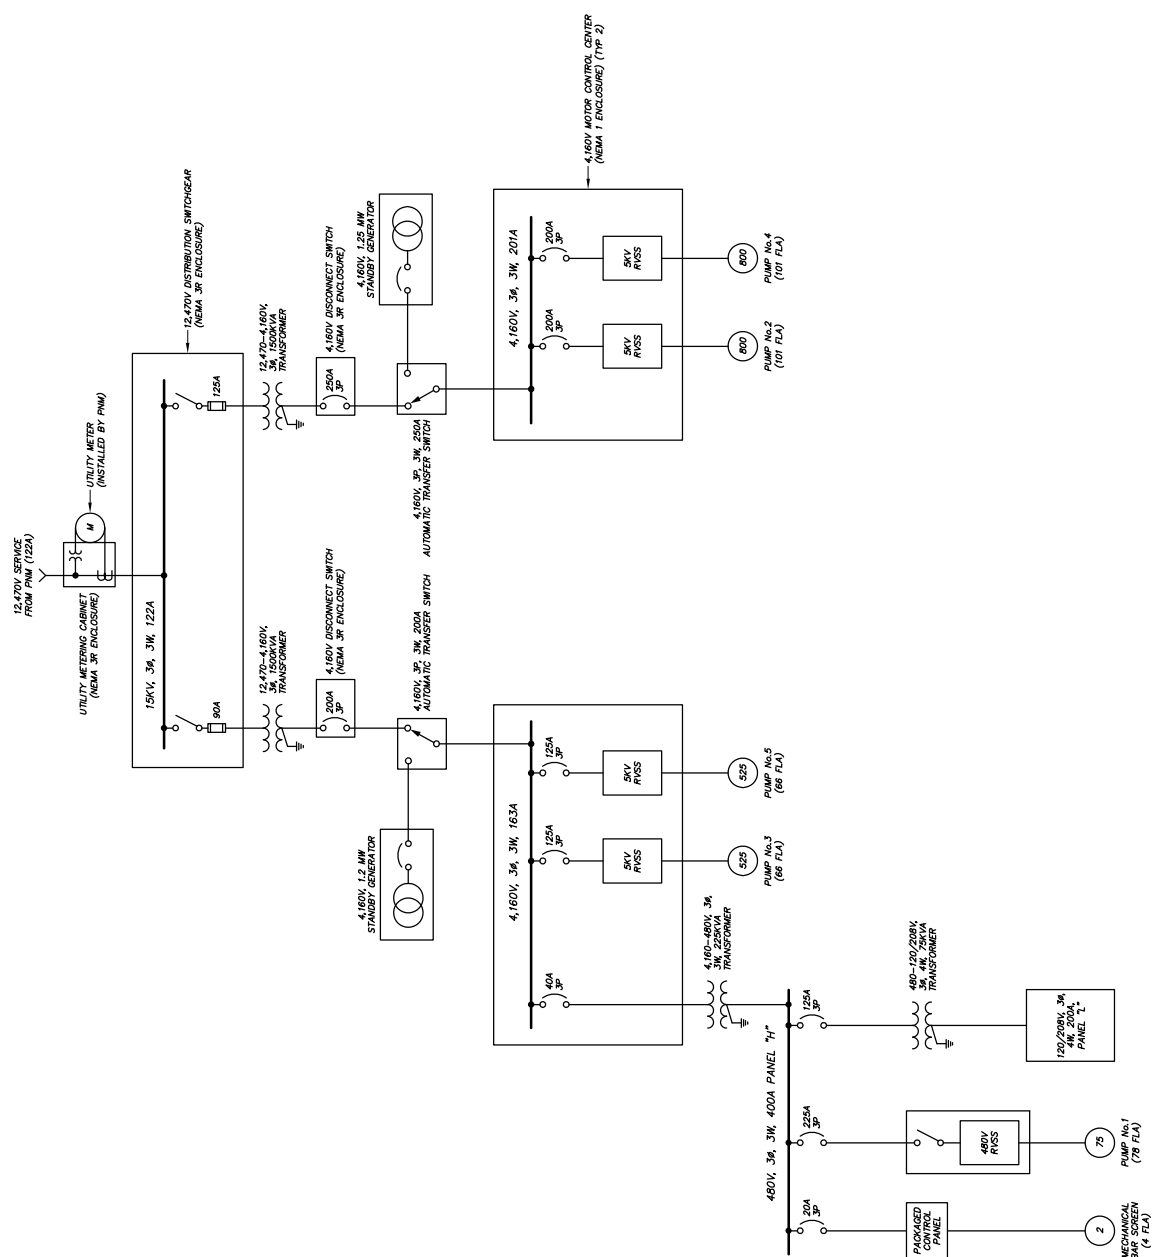 12,470V SERVICE
FROM PNM (122A)
UTILITY METERING CABINET
(NEMA 3R ENCLOSURE)
M
UTILITY METER
(INSTALLED BY PNM)
15KV, 3ø, 3W, 122A
12,470V DISTRIBUTION SWITCHGEAR
(NEMA 3R ENCLOSURE)
90A
125A
12,470-4,160V,
3ø, 1500KVA
TRANSFORMER
12,470-4,160V,
3ø, 1500KVA
TRANSFORMER
200A
3P
4,160V DISCONNECT SWITCH
(NEMA 3R ENCLOSURE)
250A
3P
4,160V DISCONNECT SWITCH
(NEMA 3R ENCLOSURE)
4,160V, 1.2 MW
STANDBY GENERATOR
4,160V, 3P, 3W, 200A
AUTOMATIC TRANSFER SWITCH
4,160V, 3P, 3W, 250A
AUTOMATIC TRANSFER SWITCH
4,160V, 1.25 MW
STANDBY GENERATOR
4,160V, 3ø, 3W, 163A
40A
3P
125A
3P
125A
3P
5KV
RVSS
5KV
RVSS
525
PUMP No.3
(66 FLA)
525
PUMP No.5
(66 FLA)
4,160V, 3ø, 3W, 201A
200A
3P
200A
3P
5KV
RVSS
5KV
RVSS
800
PUMP No.2
(101 FLA)
800
PUMP No.4
(101 FLA)
4,160V MOTOR CONTROL CENTER
(NEMA 1 ENCLOSURE) (TYP 2)
4,160-480V, 3ø,
3W, 225KVA
TRANSFORMER
480V, 3ø, 3W, 400A PANEL "H"
20A
3P
225A
3P
125A
3P
PACKAGED
CONTROL
PANEL
480V
RVSS
480-120/208V,
3ø, 4W, 75KVA
TRANSFORMER
120/208V, 3ø,
4W, 200A,
PANEL "L"
2
MECHANICAL
BAR SCREEN
(4 FLA)
75
PUMP No.1
(78 FLA)